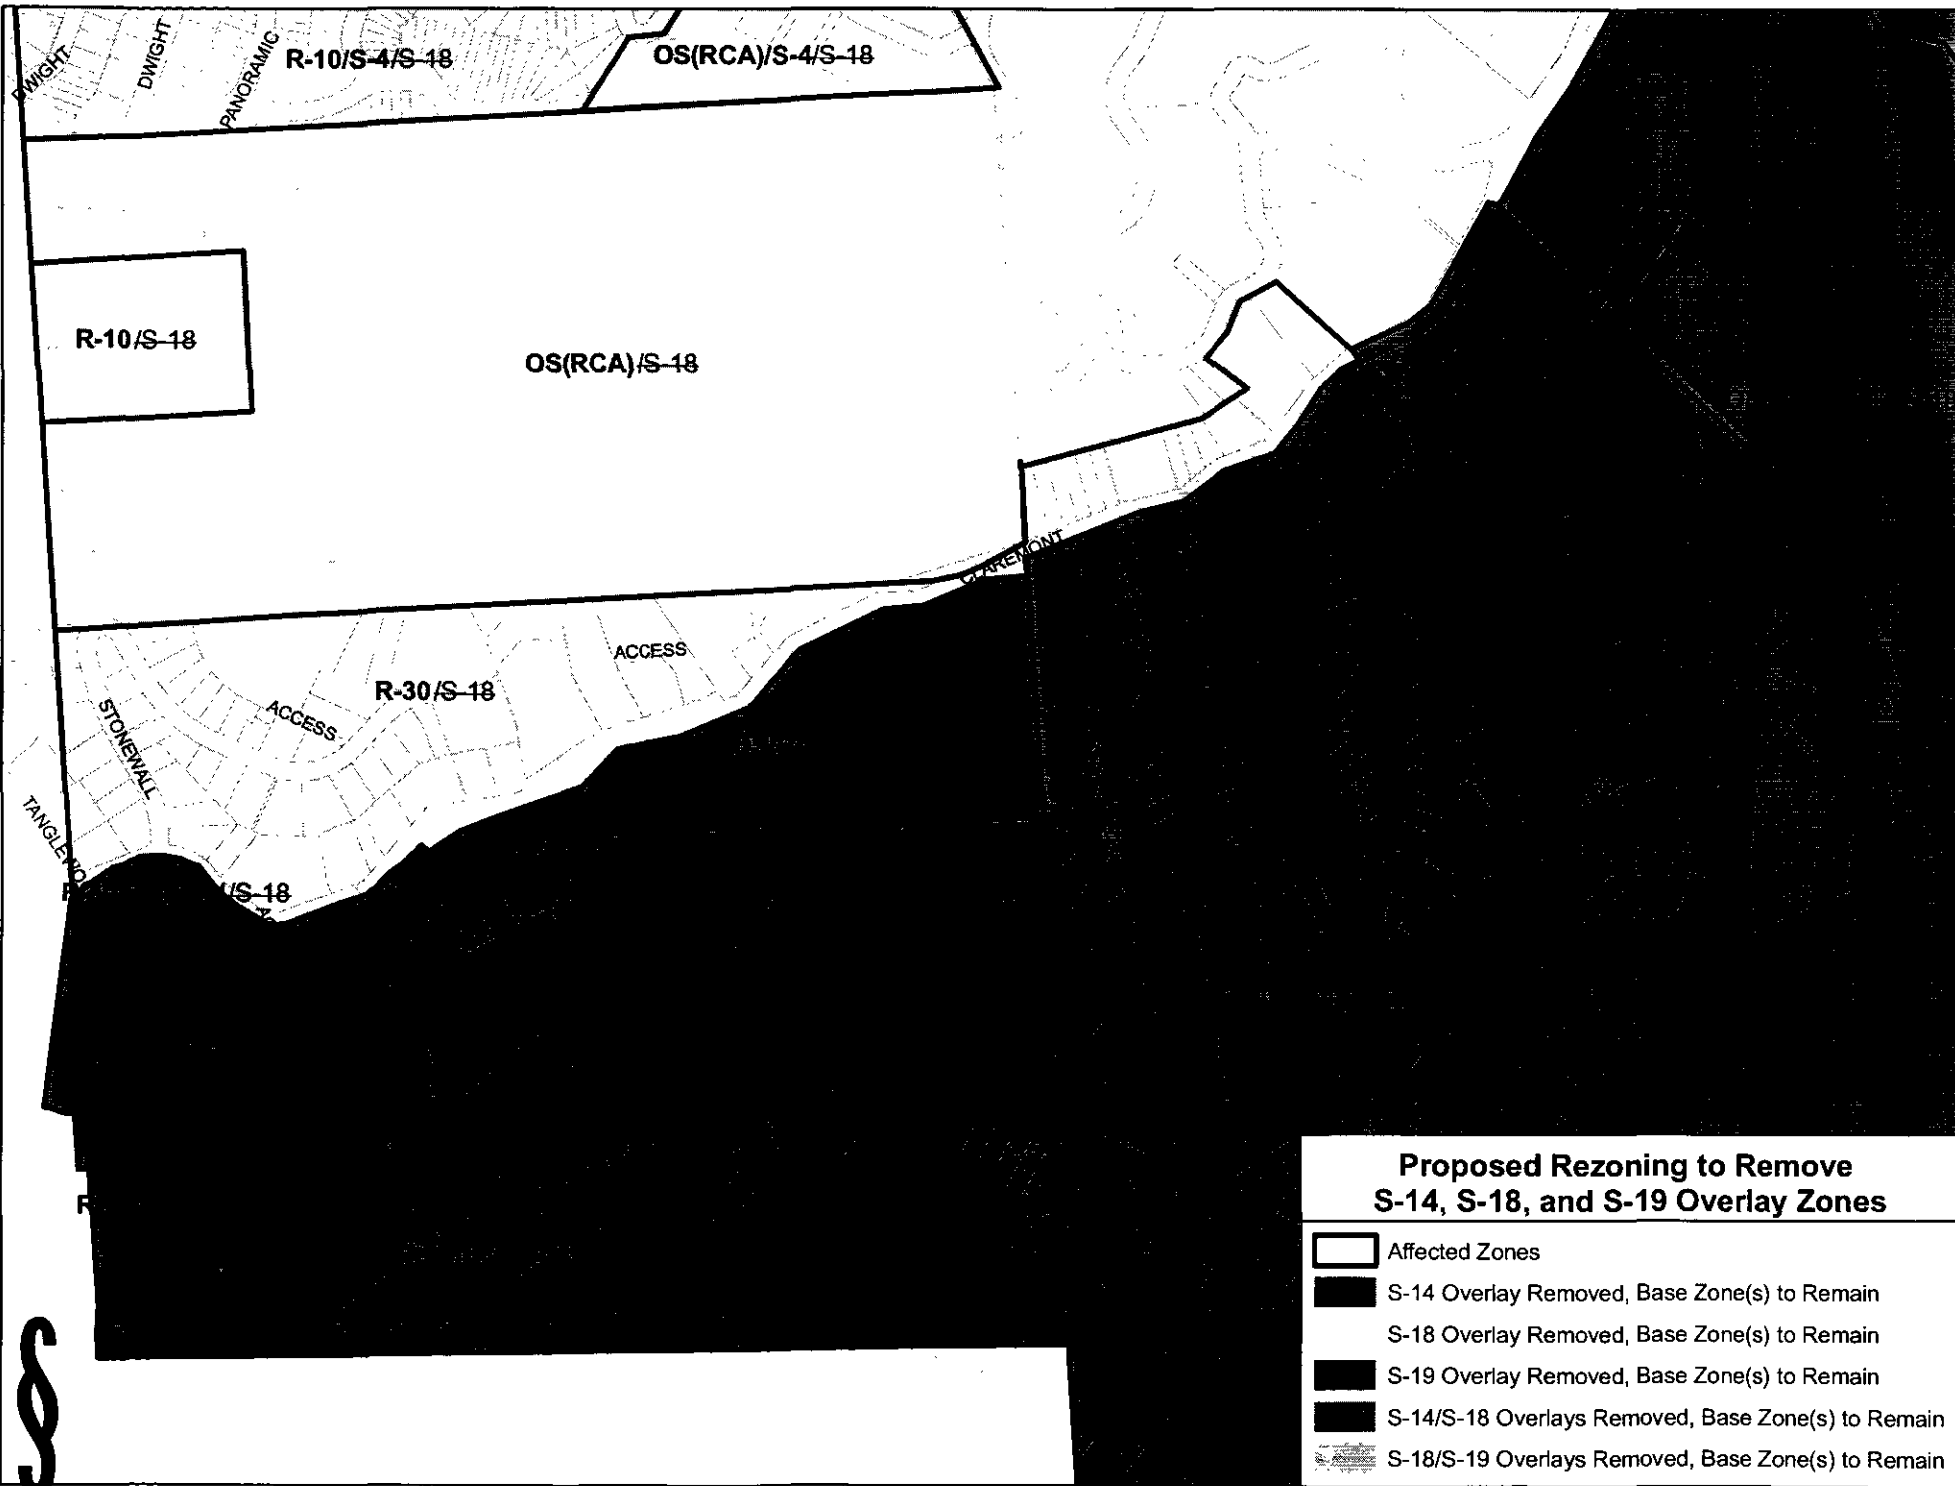 DWIGHT
DWIGHT
PANORAMIC
R-10/S-4/S-18
OS(RCA)/S-4/S-18
R-10/S-18
OS(RCA)/S-18
CLAREMONT
ACCESS
R-30/S-18
ACCESS
STONEWALL
/S-18
Proposed Rezoning to Remove
S-14, S-18, and S-19 Overlay Zones
Affected Zones
S-14 Overlay Removed, Base Zone(s) to Remain
S-18 Overlay Removed, Base Zone(s) to Remain
S-19 Overlay Removed, Base Zone(s) to Remain
S-14/S-18 Overlays Removed, Base Zone(s) to Remain
S-18/S-19 Overlays Removed, Base Zone(s) to Remain